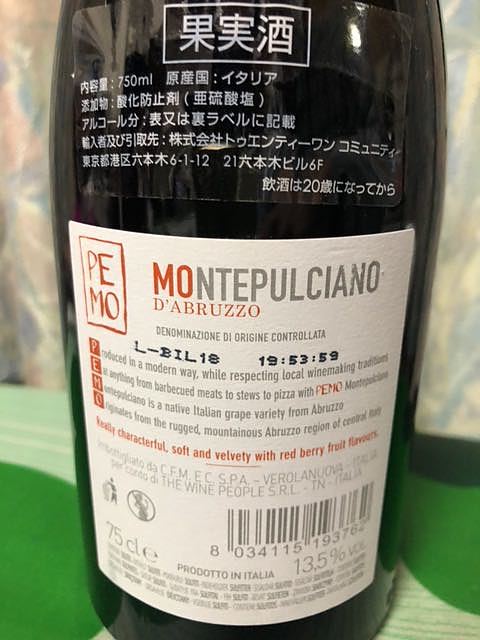 果実酒
内容量：750ml　原産国：イタリア
添加物：酸化防止剤（亜硫酸塩）
アルコール分：表又は裏ラベルに記載
輸入者及び引取先：株式会社トゥエンティーワン コミュニティー
東京都港区六本木6-1-12　21六本木ビル6F
飲酒は20歳になってから
PE
MO
MONTEPULCIANO
D'ABRUZZO
DENOMINAZIONE DI ORIGINE CONTROLLATA
L-BIL18 19:53:59
Produced in a modern way, while respecting local winemaking traditions
Eat anything from barbecued meats to stews to pizza with PEMO Montepulciano
Montepulciano is a native Italian grape variety from Abruzzo
Originates from the rugged, mountainous Abruzzo region of central Italy
Really characterful, soft and velvety with red berry fruit flavours.
Imbottigliato da C.F.M. E C. S.P.A. – VEROLANUOVA – ITALIA
per conto di THE WINE PEOPLE S.R.L. – TN – ITALIA
75 cl e
8 034115 193762
13,5% VOL
PRODOTTO IN ITALIA